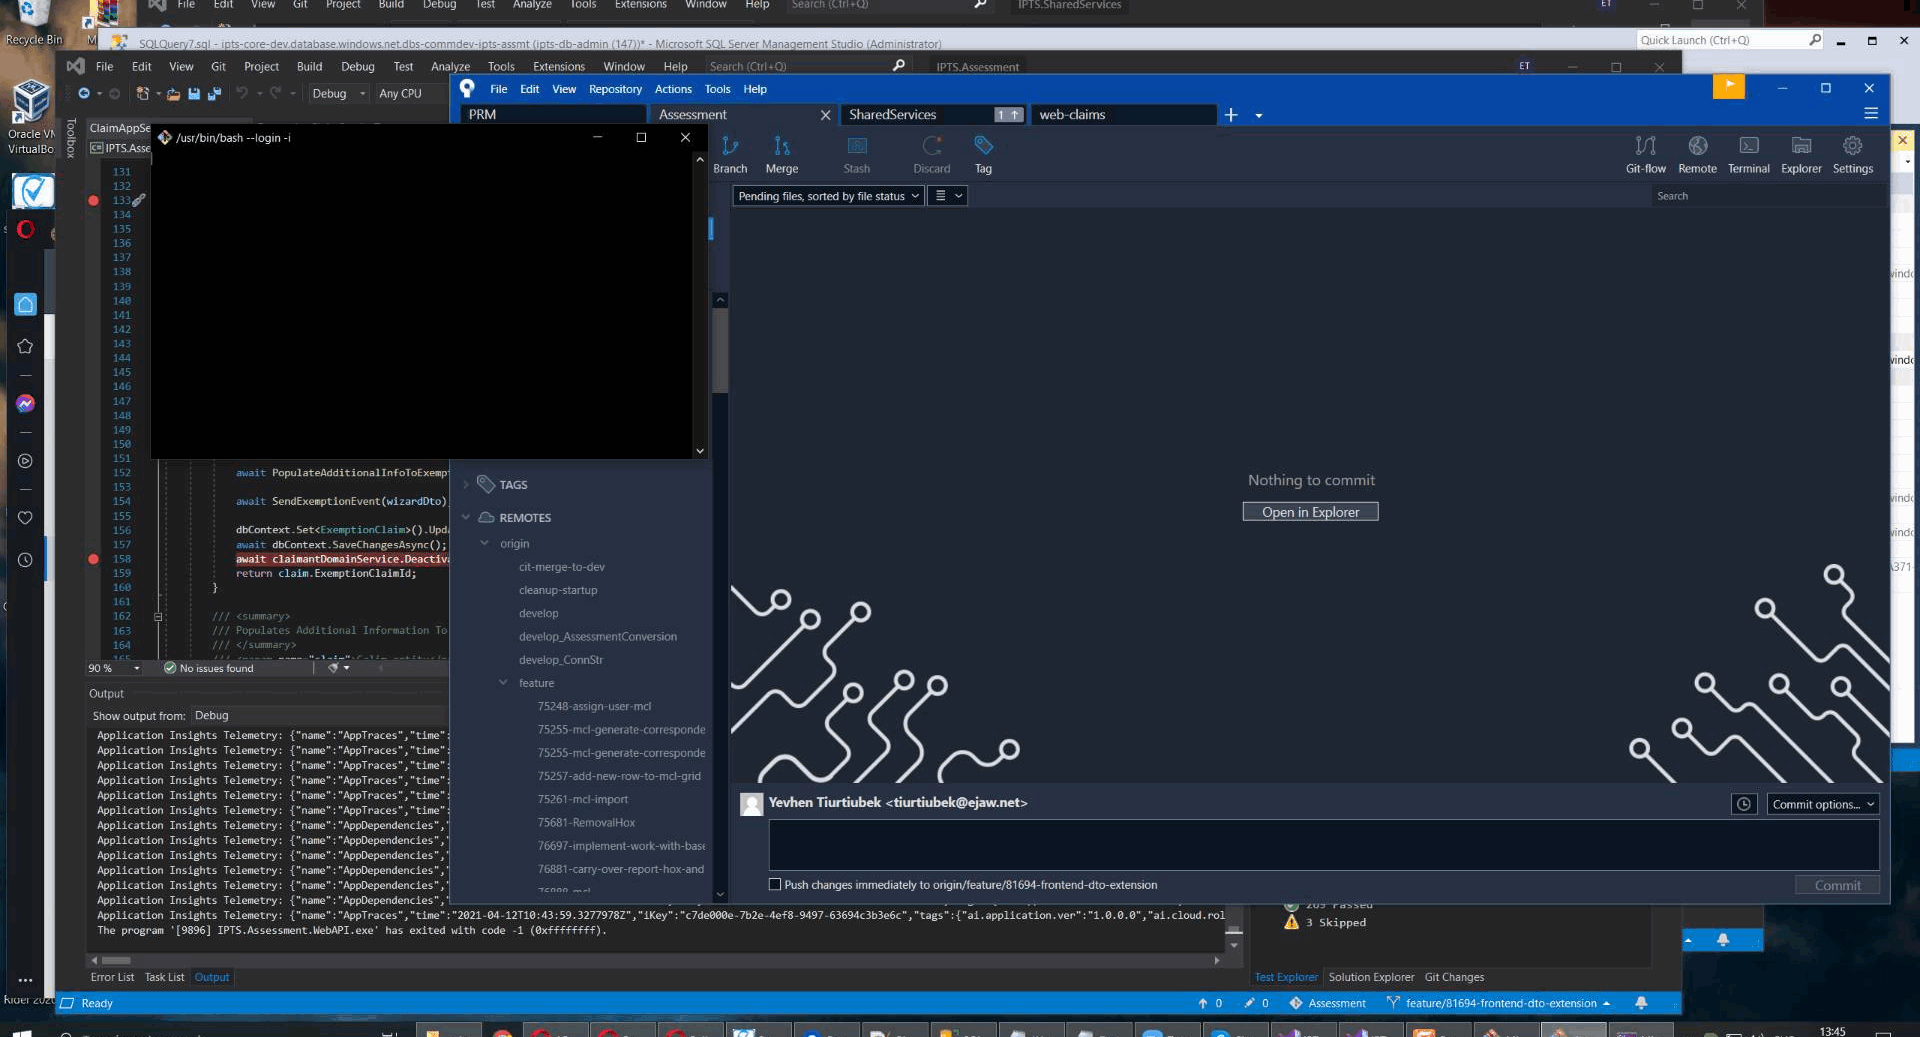 File Edit View Git Project Build Debug Test Analyze Tools Extensions Window Help Search (Ctrl+Q) IPTS.SharedServices ET
Recycle Bin
SQLQuery7.sql - ipts-core-dev.database.windows.net.dbs-commdev-ipts-assmt (ipts-db-admin (147))* - Microsoft SQL Server Management Studio (Administrator)
Quick Launch (Ctrl+Q)
File Edit View Git Project Build Debug Test Analyze Tools Extensions Window Help Search (Ctrl+Q) IPTS.Assessment ET
Debug Any CPU
File Edit View Repository Actions Tools Help
PRM Assessment SharedServices 1 web-claims
Oracle VM
VirtualBo
Toolbox
ClaimAppSe
IPTS.Asse
/usr/bin/bash --login -i
Branch Merge Stash Discard Tag
Git-flow Remote Terminal Explorer Settings
Pending files, sorted by file status
Search
131
132
133
134
135
136
137
138
139
140
141
142
143
144
145
146
147
148
149
150
151
152 await PopulateAdditionalInfoToExemp
153
154 await SendExemptionEvent(wizardDto)
155
156 dbContext.Set<ExemptionClaim>().Upd
157 await dbContext.SaveChangesAsync();
158 await claimantDomainService.Deactiv
159 return claim.ExemptionClaimId;
160 }
161
162 /// <summary>
163 /// Populates Additional Information To
164 /// </summary>
90 % No issues found
TAGS
REMOTES
origin
cit-merge-to-dev
cleanup-startup
develop
develop_AssessmentConversion
develop_ConnStr
feature
75248-assign-user-mcl
75255-mcl-generate-corresponde
75255-mcl-generate-corresponde
75257-add-new-row-to-mcl-grid
75261-mcl-import
75681-RemovalHox
76697-implement-work-with-base
76881-carry-over-report-hox-and
Nothing to commit
Open in Explorer
Yevhen Tiurtiubek <tiurtiubek@ejaw.net>
Commit options...
Push changes immediately to origin/feature/81694-frontend-dto-extension
Commit
Output
Show output from: Debug
Application Insights Telemetry: {"name":"AppTraces","time":
Application Insights Telemetry: {"name":"AppTraces","time":
Application Insights Telemetry: {"name":"AppTraces","time":
Application Insights Telemetry: {"name":"AppTraces","time":
Application Insights Telemetry: {"name":"AppTraces","time":
Application Insights Telemetry: {"name":"AppTraces","time":
Application Insights Telemetry: {"name":"AppDependencies","
Application Insights Telemetry: {"name":"AppDependencies","
Application Insights Telemetry: {"name":"AppDependencies","
Application Insights Telemetry: {"name":"AppDependencies","
Application Insights Telemetry: {"name":"AppDependencies","
Application Insights Telemetry: {"name":"AppDependencies","
Application Insights Telemetry: {"name":"AppTraces","time":"2021-04-12T10:43:59.3277978Z","iKey":"c7de000e-7b2e-4ef8-9497-63694c3b3e6c","tags":{"ai.application.ver":"1.0.0.0","ai.cloud.rol
The program '[9896] IPTS.Assessment.WebAPI.exe' has exited with code -1 (0xffffffff).
3 Skipped
Error List Task List Output
Test Explorer Solution Explorer Git Changes
Ready
0 0 Assessment feature/81694-frontend-dto-extension
13:45